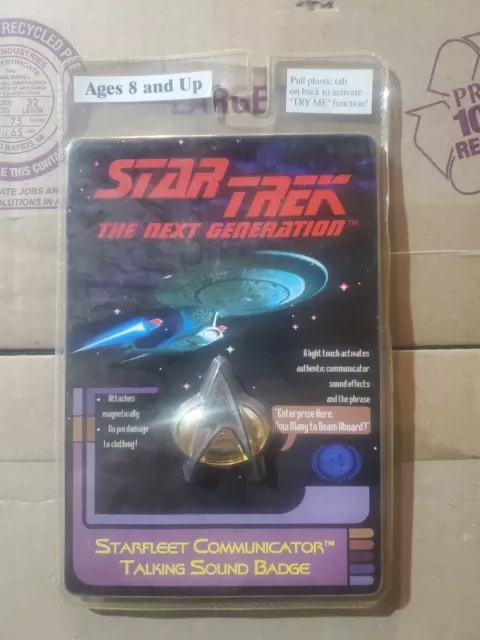 RECYCLED
Ages 8 and Up
Pull plastic tab
on back to activate
'TRY ME' function!
STAR TREK
THE NEXT GENERATION™
A light touch activates
authentic communicator
sound effects
and the phrase
"Enterprise Here.
How Many to Beam Aboard?"
• Attaches
magnetically
• No pin damage
to clothing!
STARFLEET COMMUNICATOR™
TALKING SOUND BADGE